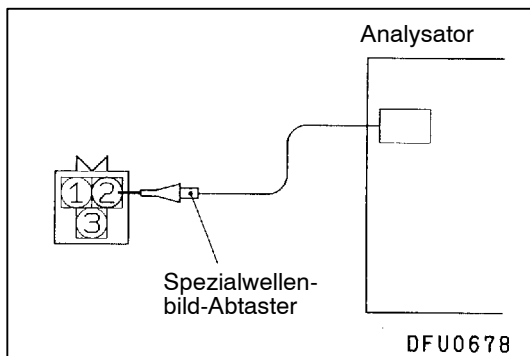 Analysator
1 2
3
Spezialwellen-
bild-Abtaster
DFU0678